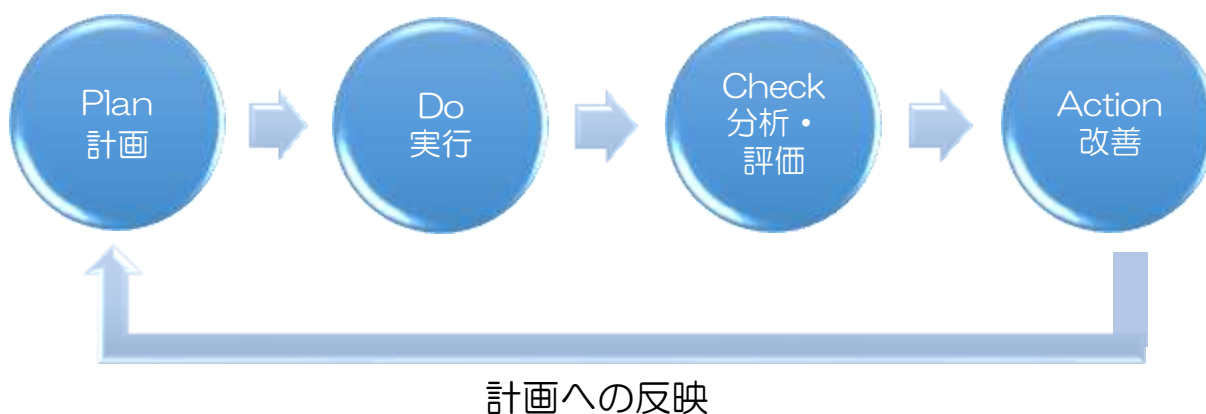 Plan
計画
Do
実行
Check
分析・
評価
Action
改善
計画への反映